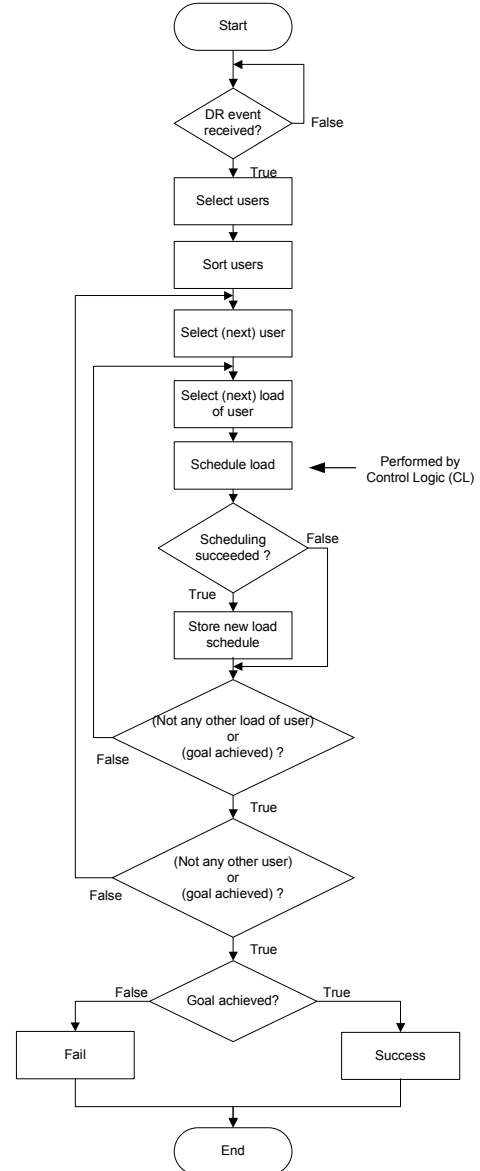 Start
DR event
received?
False
True
Select users
Sort users
Select (next) user
Select (next) load
of user
Schedule load
Performed by
Control Logic (CL)
Scheduling
succeeded ?
False
True
Store new load
schedule
(Not any other load of user)
or
(goal achieved) ?
False
True
(Not any other user)
or
(goal achieved) ?
False
True
False
Goal achieved?
True
Fail
Success
End